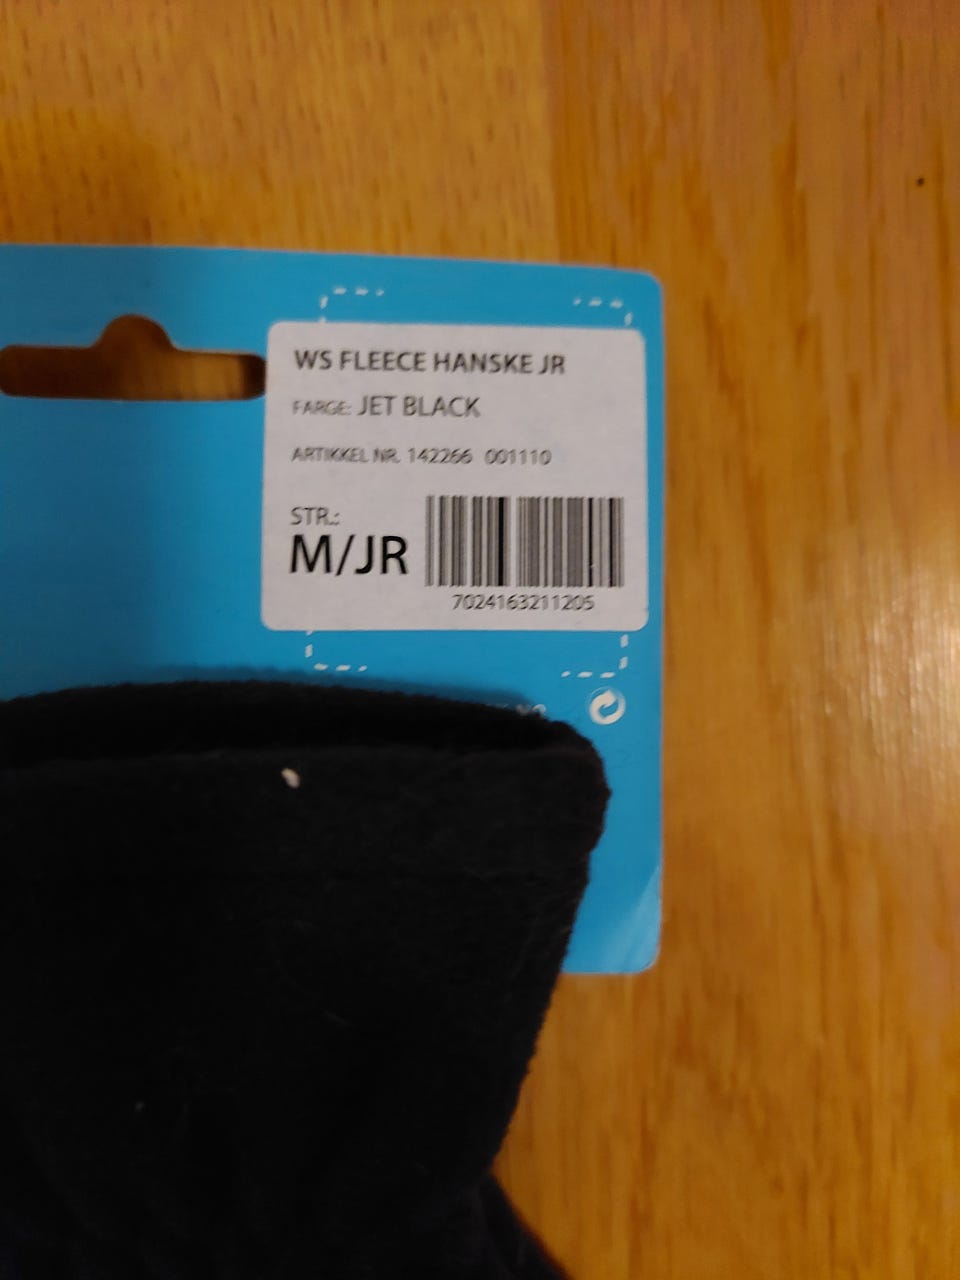 WS FLEECE HANSKE JR
FARGE: JET BLACK
ARTIKKEL NR. 142266 001110
STR.:
M/JR
7024163211205